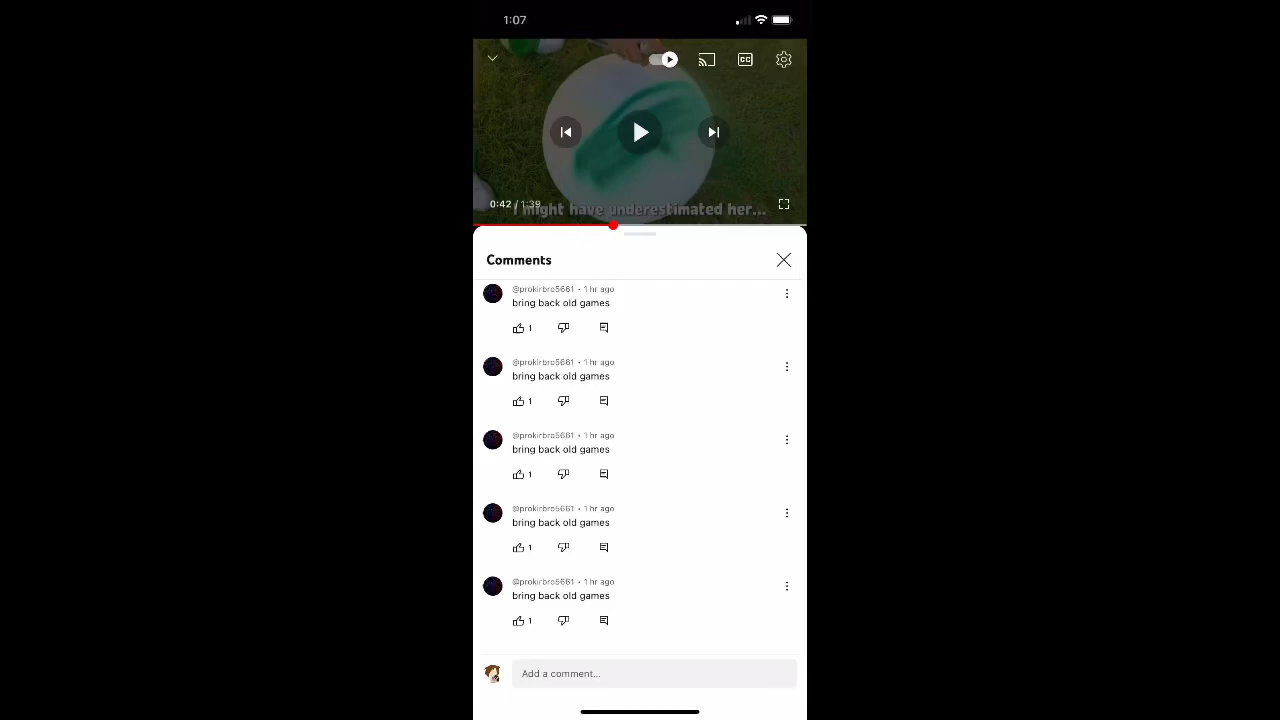 1:07
CC
0:42 / 1:39
I might have underestimated her...
Comments
@prokirbro5661 • 1 hr ago
bring back old games
1
@prokirbro5661 • 1 hr ago
bring back old games
1
@prokirbro5661 • 1 hr ago
bring back old games
1
@prokirbro5661 • 1 hr ago
bring back old games
1
@prokirbro5661 • 1 hr ago
bring back old games
1
Add a comment...